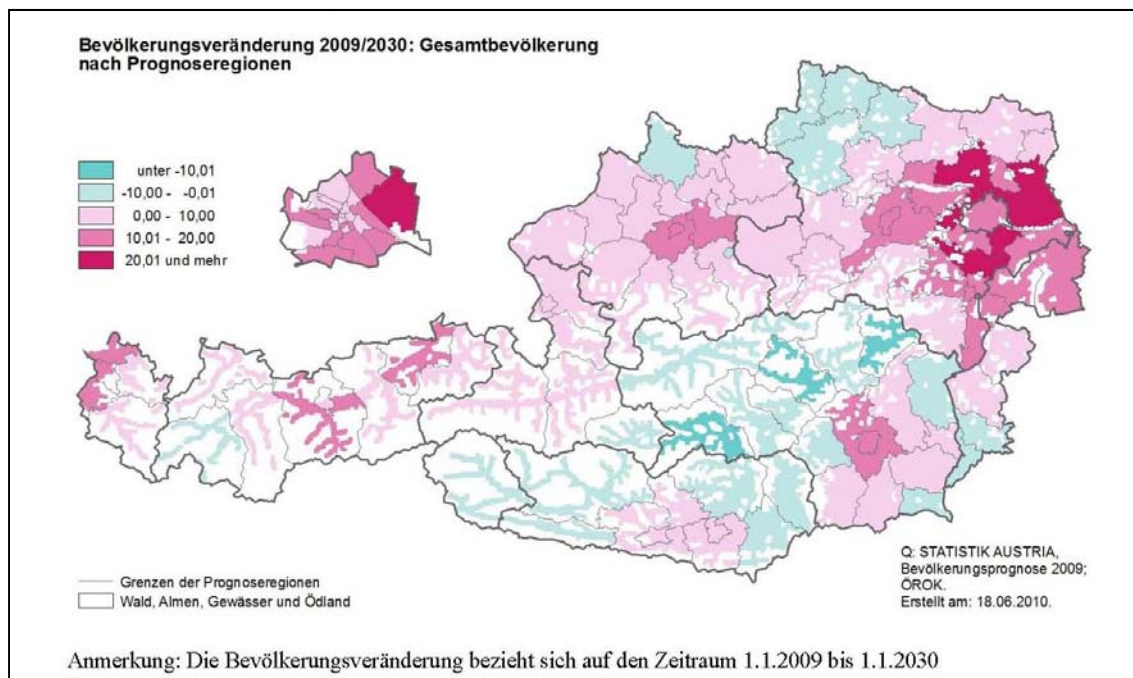 Bevölkerungsveränderung 2009/2030: Gesamtbevölkerung
nach Prognoseregionen
unter -10,01
-10,00 - -0,01
0,00 - 10,00
10,01 - 20,00
20,01 und mehr
Grenzen der Prognoseregionen
Wald, Almen, Gewässer und Ödland
Q: STATISTIK AUSTRIA,
Bevölkerungsprognose 2009;
ÖROK.
Erstellt am: 18.06.2010.
Anmerkung: Die Bevölkerungsveränderung bezieht sich auf den Zeitraum 1.1.2009 bis 1.1.2030